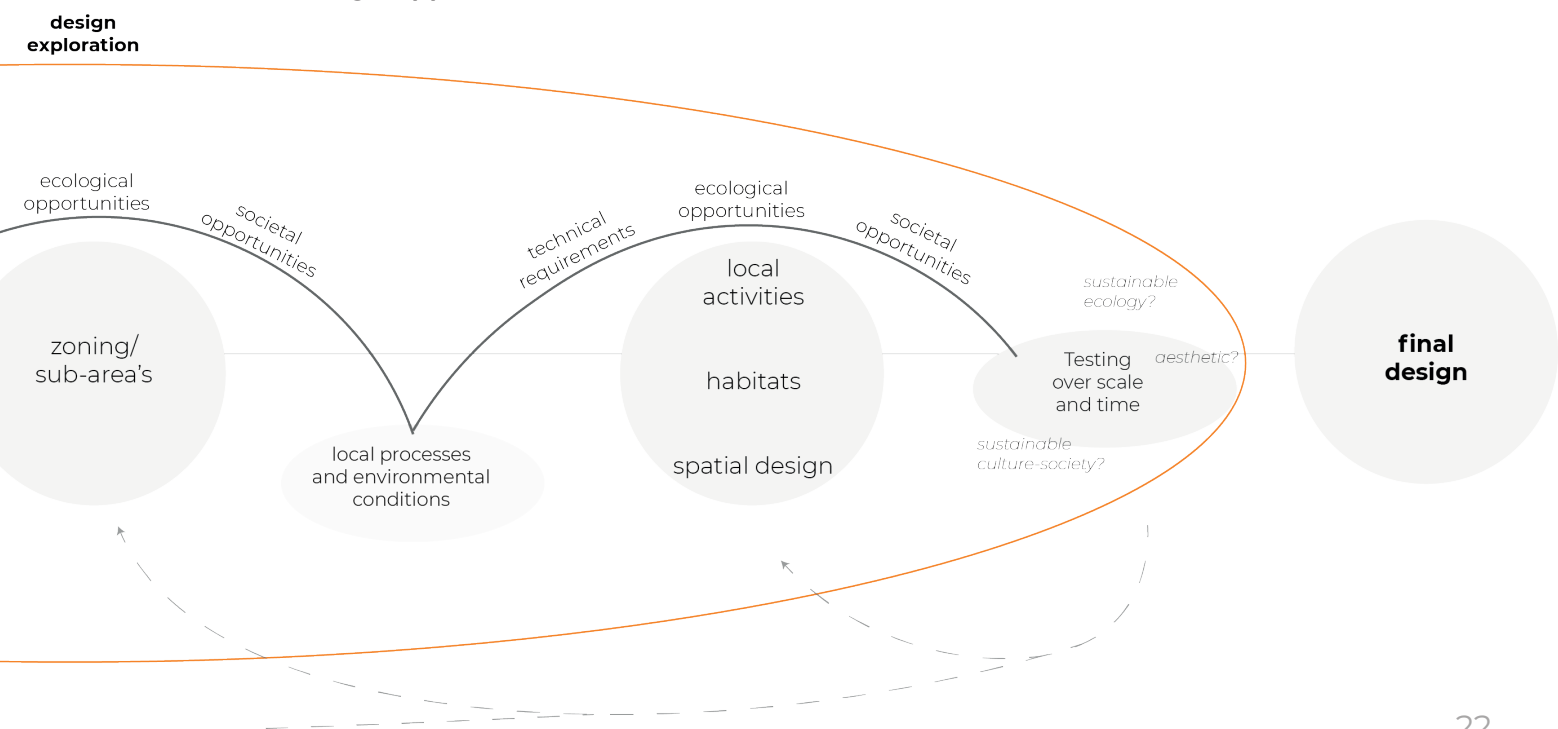 design
exploration
ecological
opportunities
societal
opportunities
technical
requirements
ecological
opportunities
societal
opportunities
zoning/
sub-area's
local processes
and environmental
conditions
local
activities
habitats
spatial design
sustainable
ecology?
Testing
over scale
and time
aesthetic?
sustainable
culture-society?
final
design
22